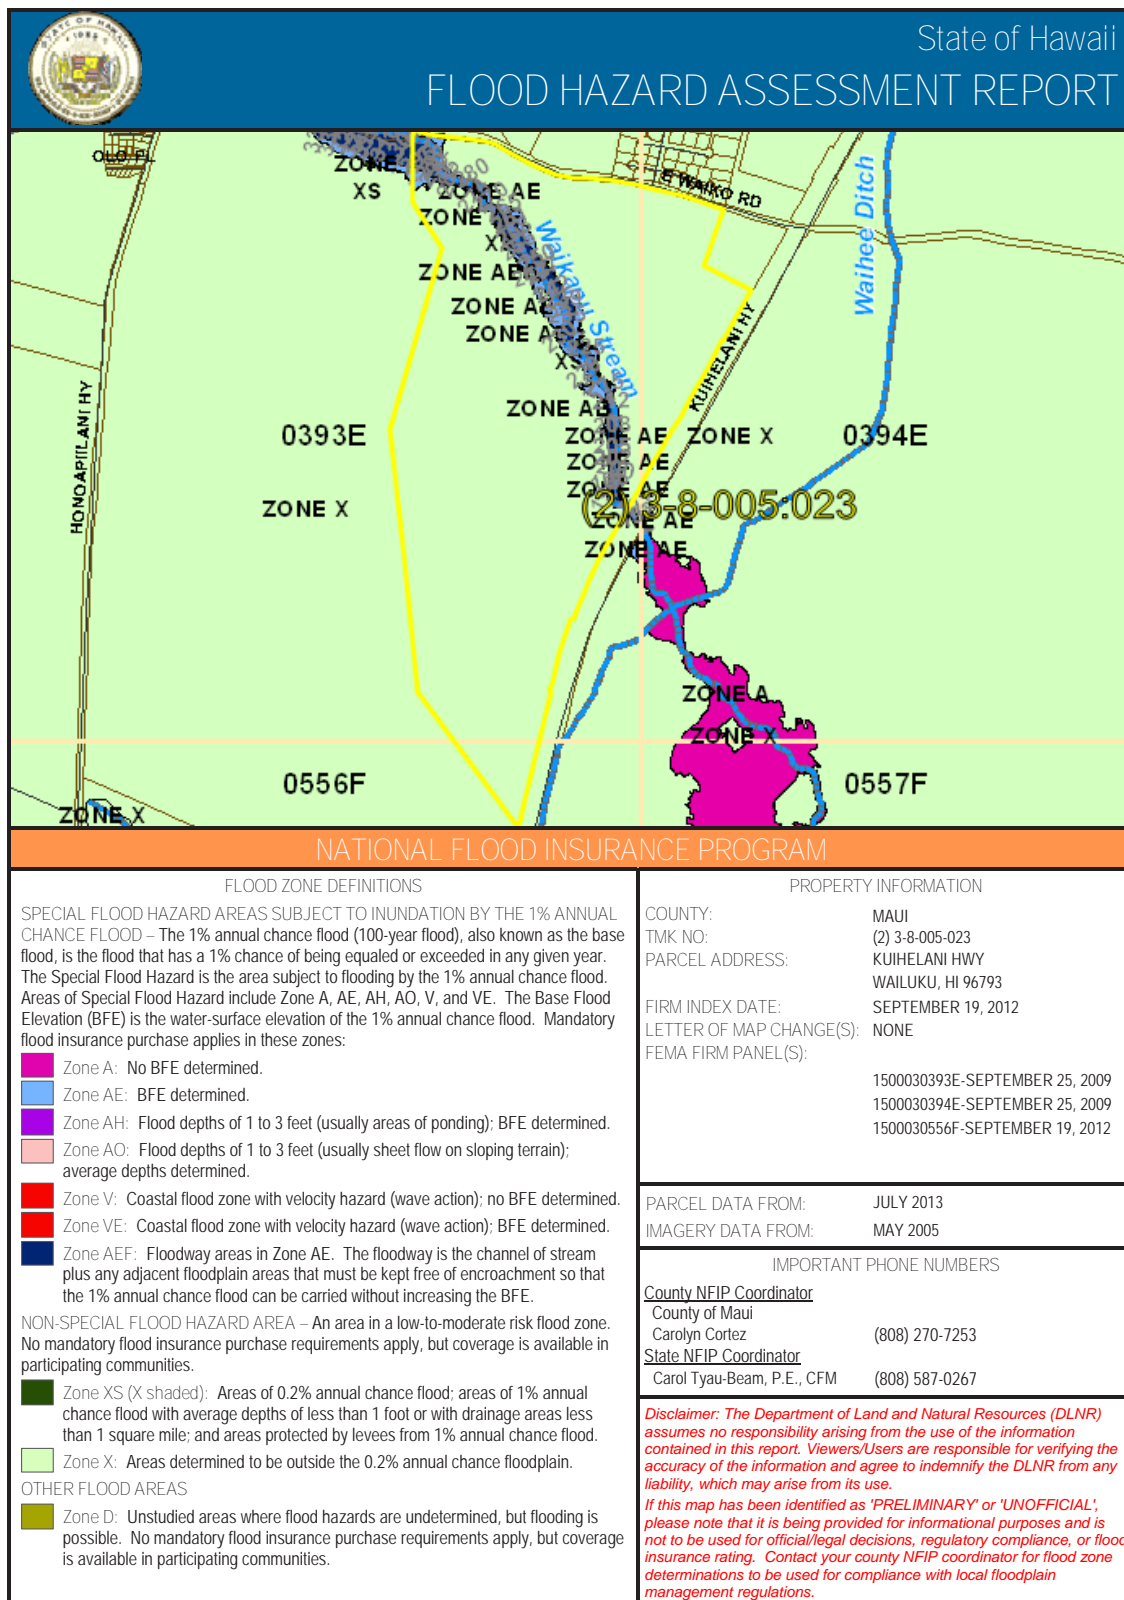 State of Hawaii
FLOOD HAZARD ASSESSMENT REPORT
STATE OF HAWAII
1959
OLO PL
ZONE
XS
80
ZONE AE
ZONE
E WAIKO RD
Waihee Ditch
Waikapu Stream
ZONE AE
ZONE
ZONE
XS
KUIHELANI HY
HONOAPIILANI HY
ZONE
0393E
ZONE AE
ZONE X
0394E
ZONE AE
ZONE X
ZONE AE
(2) 3-8-005:023
ZONE AE
ZONE AE
ZONE A
ZONE X
0556F
0557F
ZONE X
NATIONAL FLOOD INSURANCE PROGRAM
FLOOD ZONE DEFINITIONS
SPECIAL FLOOD HAZARD AREAS SUBJECT TO INUNDATION BY THE 1% ANNUAL
CHANCE FLOOD – The 1% annual chance flood (100-year flood), also known as the base
flood, is the flood that has a 1% chance of being equaled or exceeded in any given year.
The Special Flood Hazard is the area subject to flooding by the 1% annual chance flood.
Areas of Special Flood Hazard include Zone A, AE, AH, AO, V, and VE. The Base Flood
Elevation (BFE) is the water-surface elevation of the 1% annual chance flood. Mandatory
flood insurance purchase applies in these zones:
Zone A: No BFE determined.
Zone AE: BFE determined.
Zone AH: Flood depths of 1 to 3 feet (usually areas of ponding); BFE determined.
Zone AO: Flood depths of 1 to 3 feet (usually sheet flow on sloping terrain);
average depths determined.
Zone V: Coastal flood zone with velocity hazard (wave action); no BFE determined.
Zone VE: Coastal flood zone with velocity hazard (wave action); BFE determined.
Zone AEF: Floodway areas in Zone AE. The floodway is the channel of stream
plus any adjacent floodplain areas that must be kept free of encroachment so that
the 1% annual chance flood can be carried without increasing the BFE.
NON-SPECIAL FLOOD HAZARD AREA – An area in a low-to-moderate risk flood zone.
No mandatory flood insurance purchase requirements apply, but coverage is available in
participating communities.
Zone XS (X shaded): Areas of 0.2% annual chance flood; areas of 1% annual
chance flood with average depths of less than 1 foot or with drainage areas less
than 1 square mile; and areas protected by levees from 1% annual chance flood.
Zone X: Areas determined to be outside the 0.2% annual chance floodplain.
OTHER FLOOD AREAS
Zone D: Unstudied areas where flood hazards are undetermined, but flooding is
possible. No mandatory flood insurance purchase requirements apply, but coverage
is available in participating communities.
PROPERTY INFORMATION
COUNTY: MAUI
TMK NO: (2) 3-8-005-023
PARCEL ADDRESS: KUIHELANI HWY
WAILUKU, HI 96793
FIRM INDEX DATE: SEPTEMBER 19, 2012
LETTER OF MAP CHANGE(S): NONE
FEMA FIRM PANEL(S):
1500030393E-SEPTEMBER 25, 2009
1500030394E-SEPTEMBER 25, 2009
1500030556F-SEPTEMBER 19, 2012
PARCEL DATA FROM: JULY 2013
IMAGERY DATA FROM: MAY 2005
IMPORTANT PHONE NUMBERS
County NFIP Coordinator
County of Maui
Carolyn Cortez (808) 270-7253
State NFIP Coordinator
Carol Tyau-Beam, P.E., CFM (808) 587-0267
Disclaimer: The Department of Land and Natural Resources (DLNR)
assumes no responsibility arising from the use of the information
contained in this report. Viewers/Users are responsible for verifying the
accuracy of the information and agree to indemnify the DLNR from any
liability, which may arise from its use.
If this map has been identified as 'PRELIMINARY' or 'UNOFFICIAL',
please note that it is being provided for informational purposes and is
not to be used for official/legal decisions, regulatory compliance, or flood
insurance rating. Contact your county NFIP coordinator for flood zone
determinations to be used for compliance with local floodplain
management regulations.